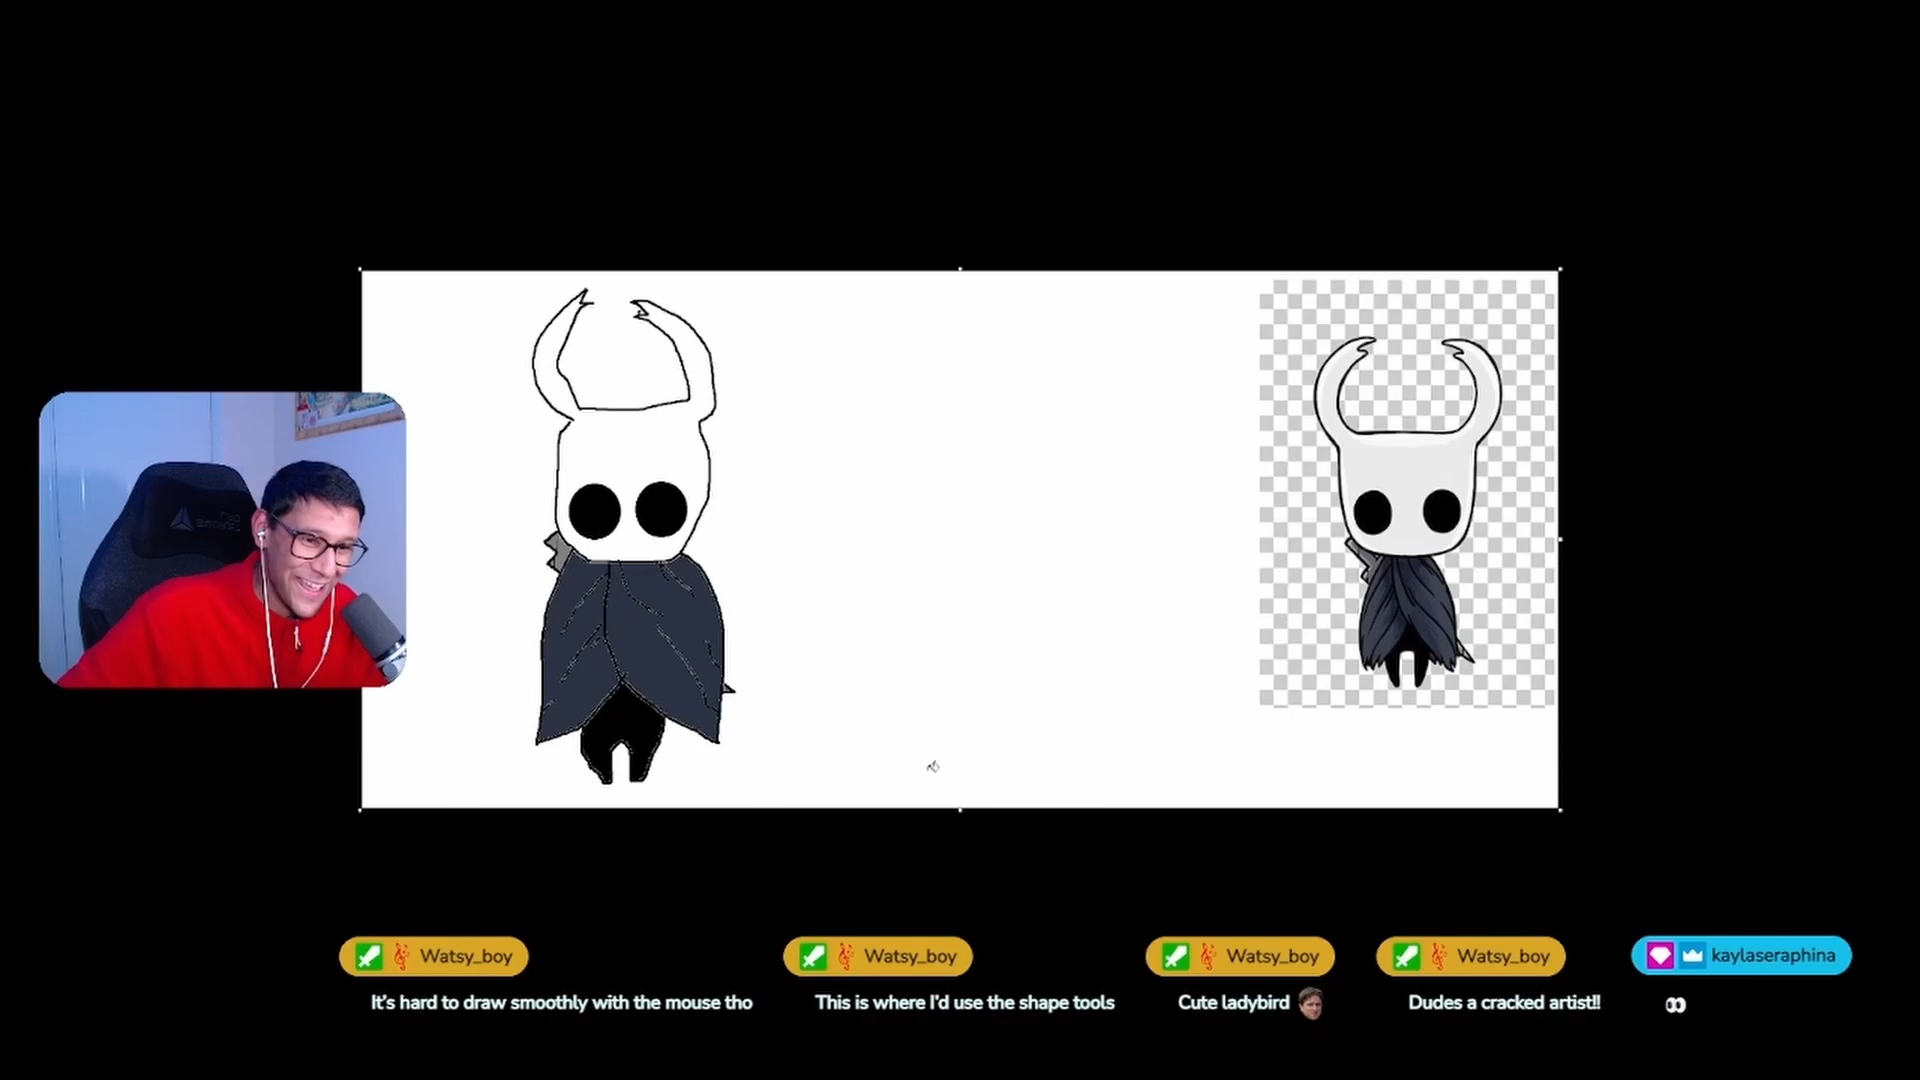 Watsy_boy
It's hard to draw smoothly with the mouse tho
Watsy_boy
This is where I'd use the shape tools
Watsy_boy
Cute ladybird
Watsy_boy
Dudes a cracked artist!!
kaylaseraphina